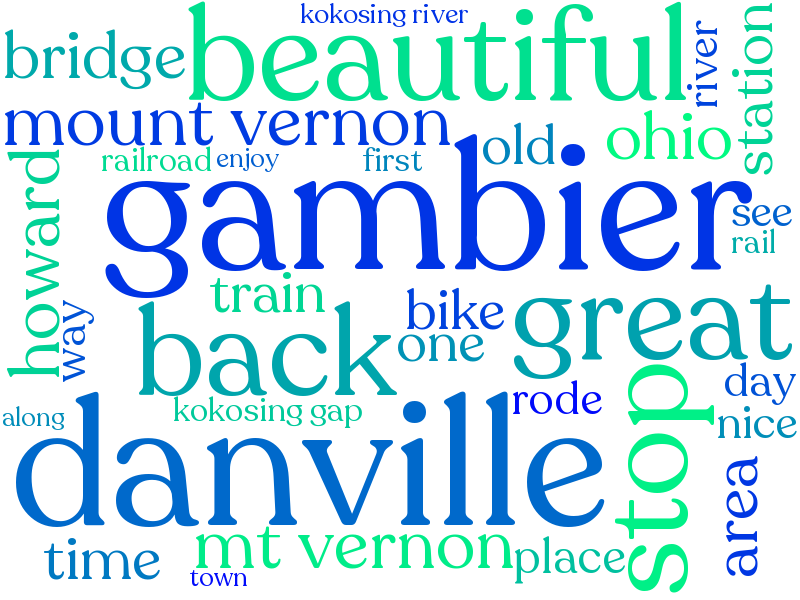 kokosing river
beautiful
bridge
river
station
mount vernon
old
ohio
railroad
enjoy
first
howard
gambier
see
rail
train
way
bike
great
back
one
day
rode
stop
nice
kokosing gap
along
danville
area
mt vernon
time
place
town